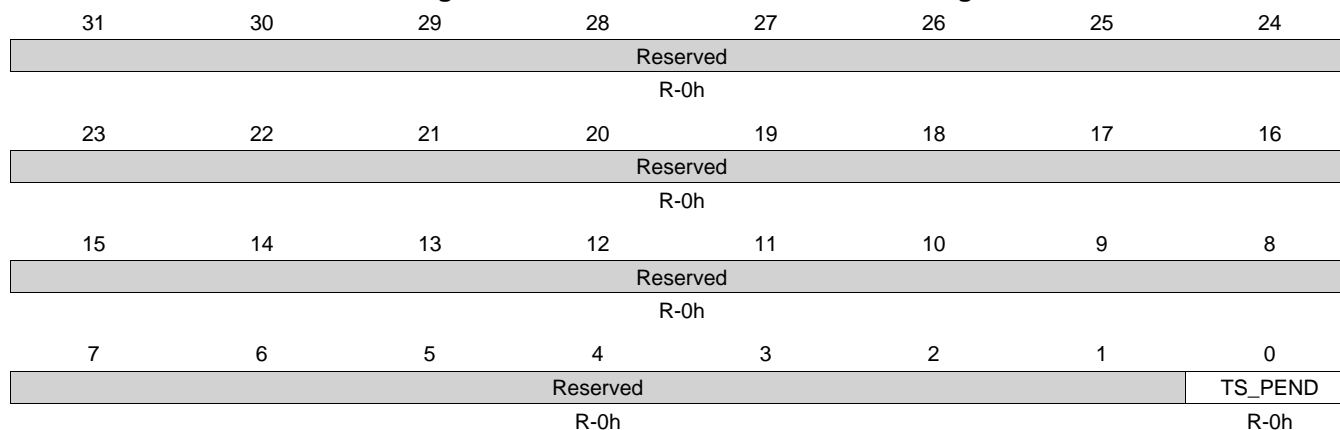 31 30 29 28 27 26 25 24
Reserved
R-0h
23 22 21 20 19 18 17 16
Reserved
R-0h
15 14 13 12 11 10 9 8
Reserved
R-0h
7 6 5 4 3 2 1 0
Reserved TS_PEND
R-0h R-0h